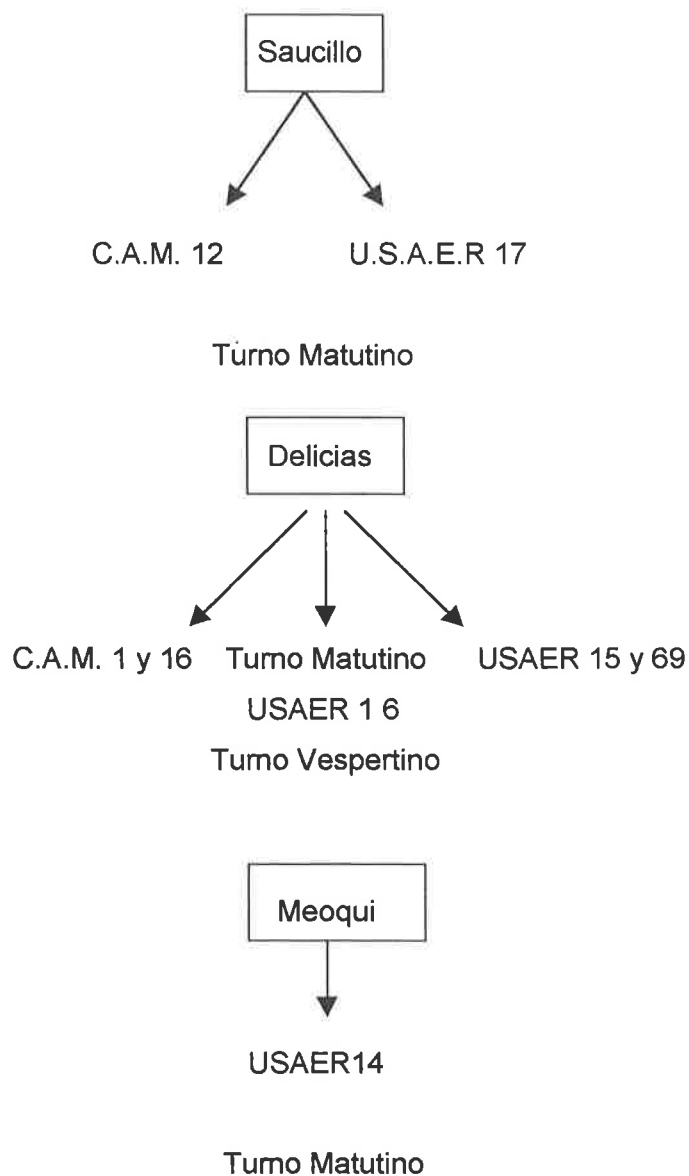 Saucillo
C.A.M. 12 U.S.A.E.R 17
Turno Matutino
Delicias
C.A.M. 1 y 16 Turno Matutino USAER 15 y 69
USAER 1 6
Turno Vespertino
Meoqui
USAER14
Turno Matutino